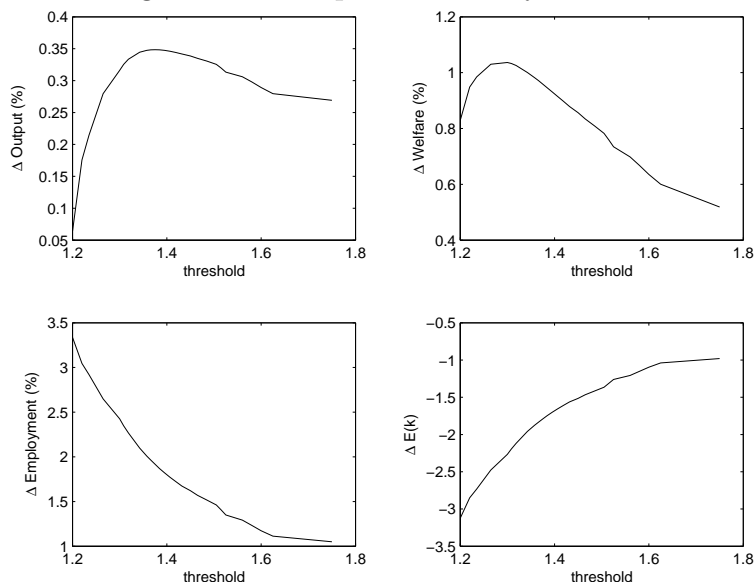 0.4
0.35
0.3
0.25
0.2
0.15
0.1
0.05
Δ Output (%)
1.2 1.4 1.6 1.8
threshold
1.2
1
0.8
0.6
0.4
Δ Welfare (%)
1.2 1.4 1.6 1.8
threshold
3.5
3
2.5
2
1.5
1
Δ Employment (%)
1.2 1.4 1.6 1.8
threshold
−0.5
−1
−1.5
−2
−2.5
−3
−3.5
Δ E(k)
1.2 1.4 1.6 1.8
threshold